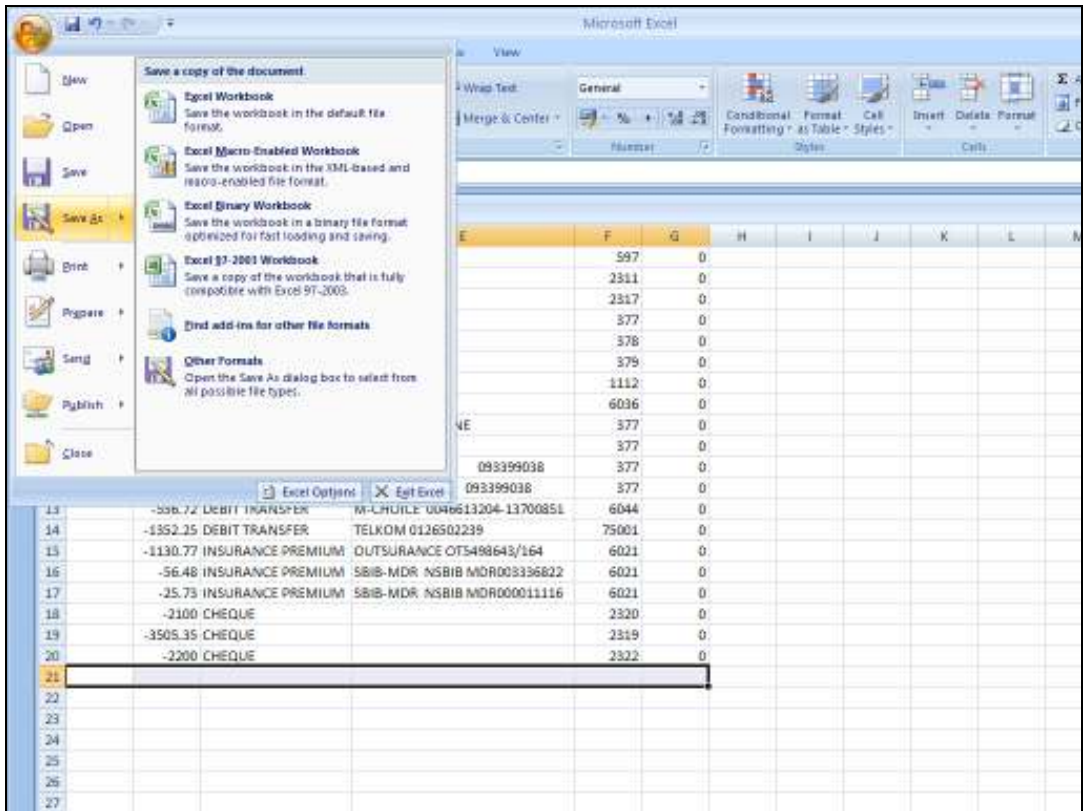 Microsoft Excel
View
New
Open
Save
Save As
Print
Prepare
Send
Publish
Close
Save a copy of the document
Excel Workbook
Save the workbook in the default file
format.
Excel Macro-Enabled Workbook
Save the workbook in the XML-based and
macro-enabled file format.
Excel Binary Workbook
Save the workbook in a binary file format
optimized for fast loading and saving.
Excel 97-2003 Workbook
Save a copy of the workbook that is fully
compatible with Excel 97-2003.
Find add-ins for other file formats
Other Formats
Open the Save As dialog box to select from
all possible file types.
Excel Options Exit Excel
Wrap Text
Merge & Center
General
%
Number
Conditional Formatting
Format as Table
Cell Styles
Styles
Insert Delete Format
Cells
Σ
E F G H I J K L
597 0
2311 0
2317 0
377 0
378 0
379 0
1112 0
6036 0
NE 377 0
377 0
093399038 377 0
093399038 377 0
13 -556.72 DEBIT TRANSFER M-CHOICE 0046613204-13700851 6044 0
14 -1352.25 DEBIT TRANSFER TELKOM 0126502239 75001 0
15 -1130.77 INSURANCE PREMIUM OUTSURANCE OT5498643/164 6021 0
16 -56.48 INSURANCE PREMIUM SBIB-MDR NSBIB MDR003336822 6021 0
17 -25.73 INSURANCE PREMIUM SBIB-MDR NSBIB MDR000011116 6021 0
18 -2100 CHEQUE 2320 0
19 -3505.35 CHEQUE 2319 0
20 -2200 CHEQUE 2322 0
21
22
23
24
25
26
27